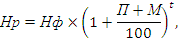 Нр = Нф × (1 + (П + М)/100)^t,